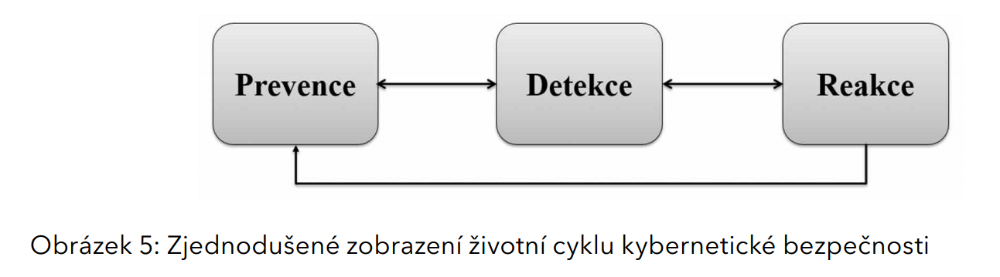 Prevence
Detekce
Reakce
Obrázek 5: Zjednodušené zobrazení životní cyklu kybernetické bezpečnosti